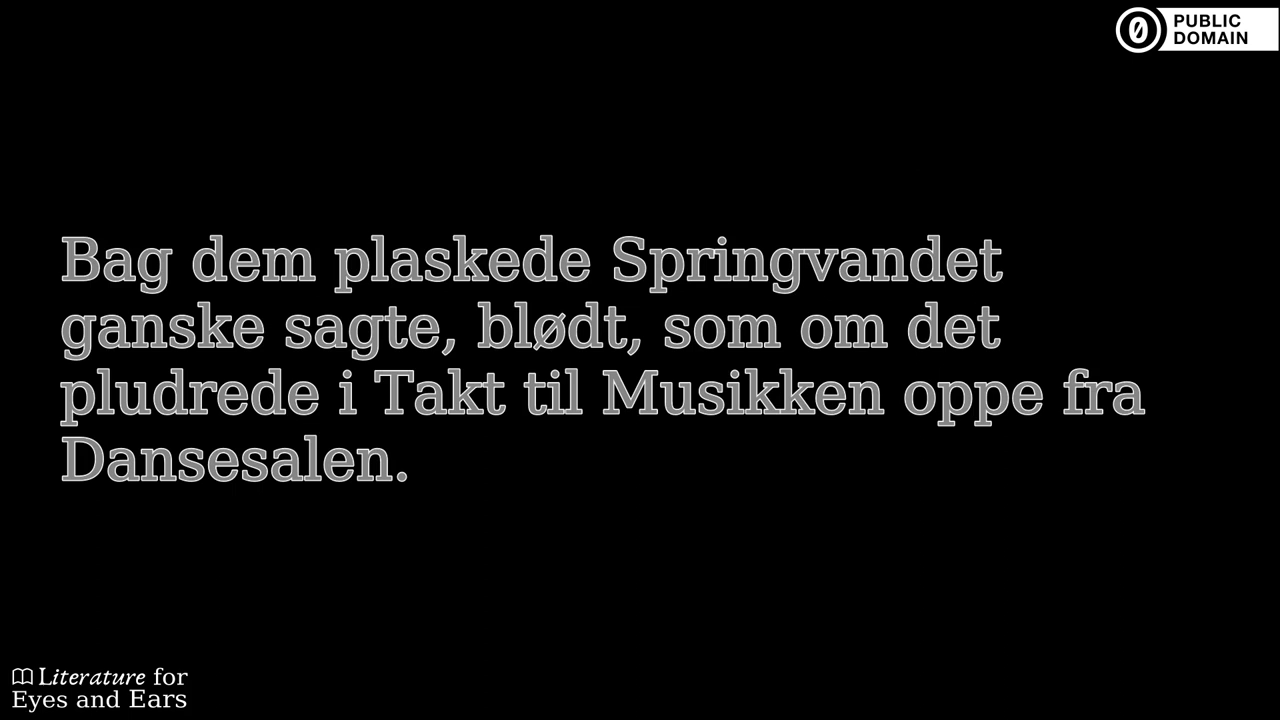 PUBLIC
DOMAIN
Bag dem plaskede Springvandet
ganske sagte, blødt, som om det
pludrede i Takt til Musikken oppe fra
Dansesalen.
Literature for
Eyes and Ears